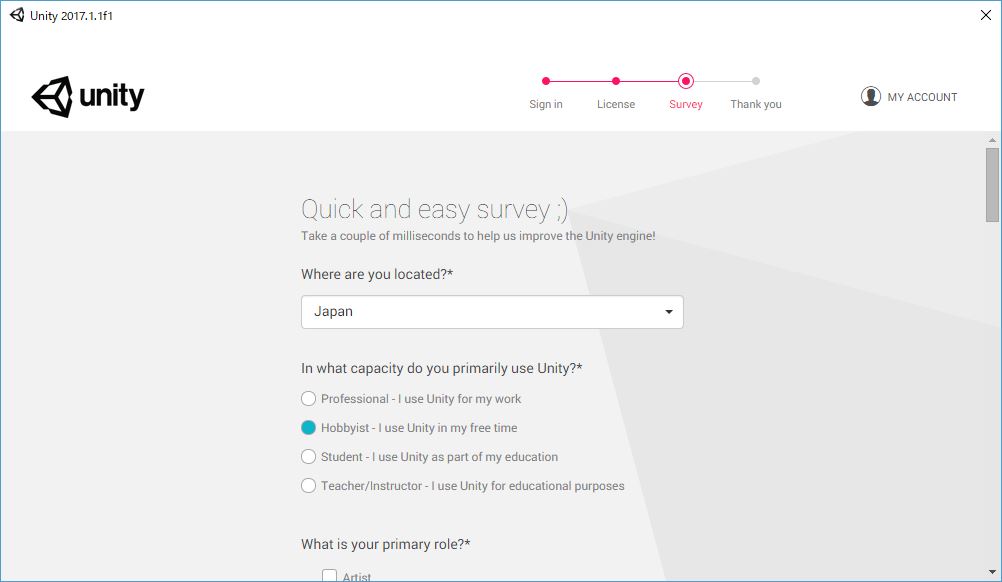 Unity 2017.1.1f1
unity
Sign in
License
Survey
Thank you
MY ACCOUNT
Quick and easy survey ;)
Take a couple of milliseconds to help us improve the Unity engine!
Where are you located?*
Japan
In what capacity do you primarily use Unity?*
Professional - I use Unity for my work
Hobbyist - I use Unity in my free time
Student - I use Unity as part of my education
Teacher/Instructor - I use Unity for educational purposes
What is your primary role?*
Artist